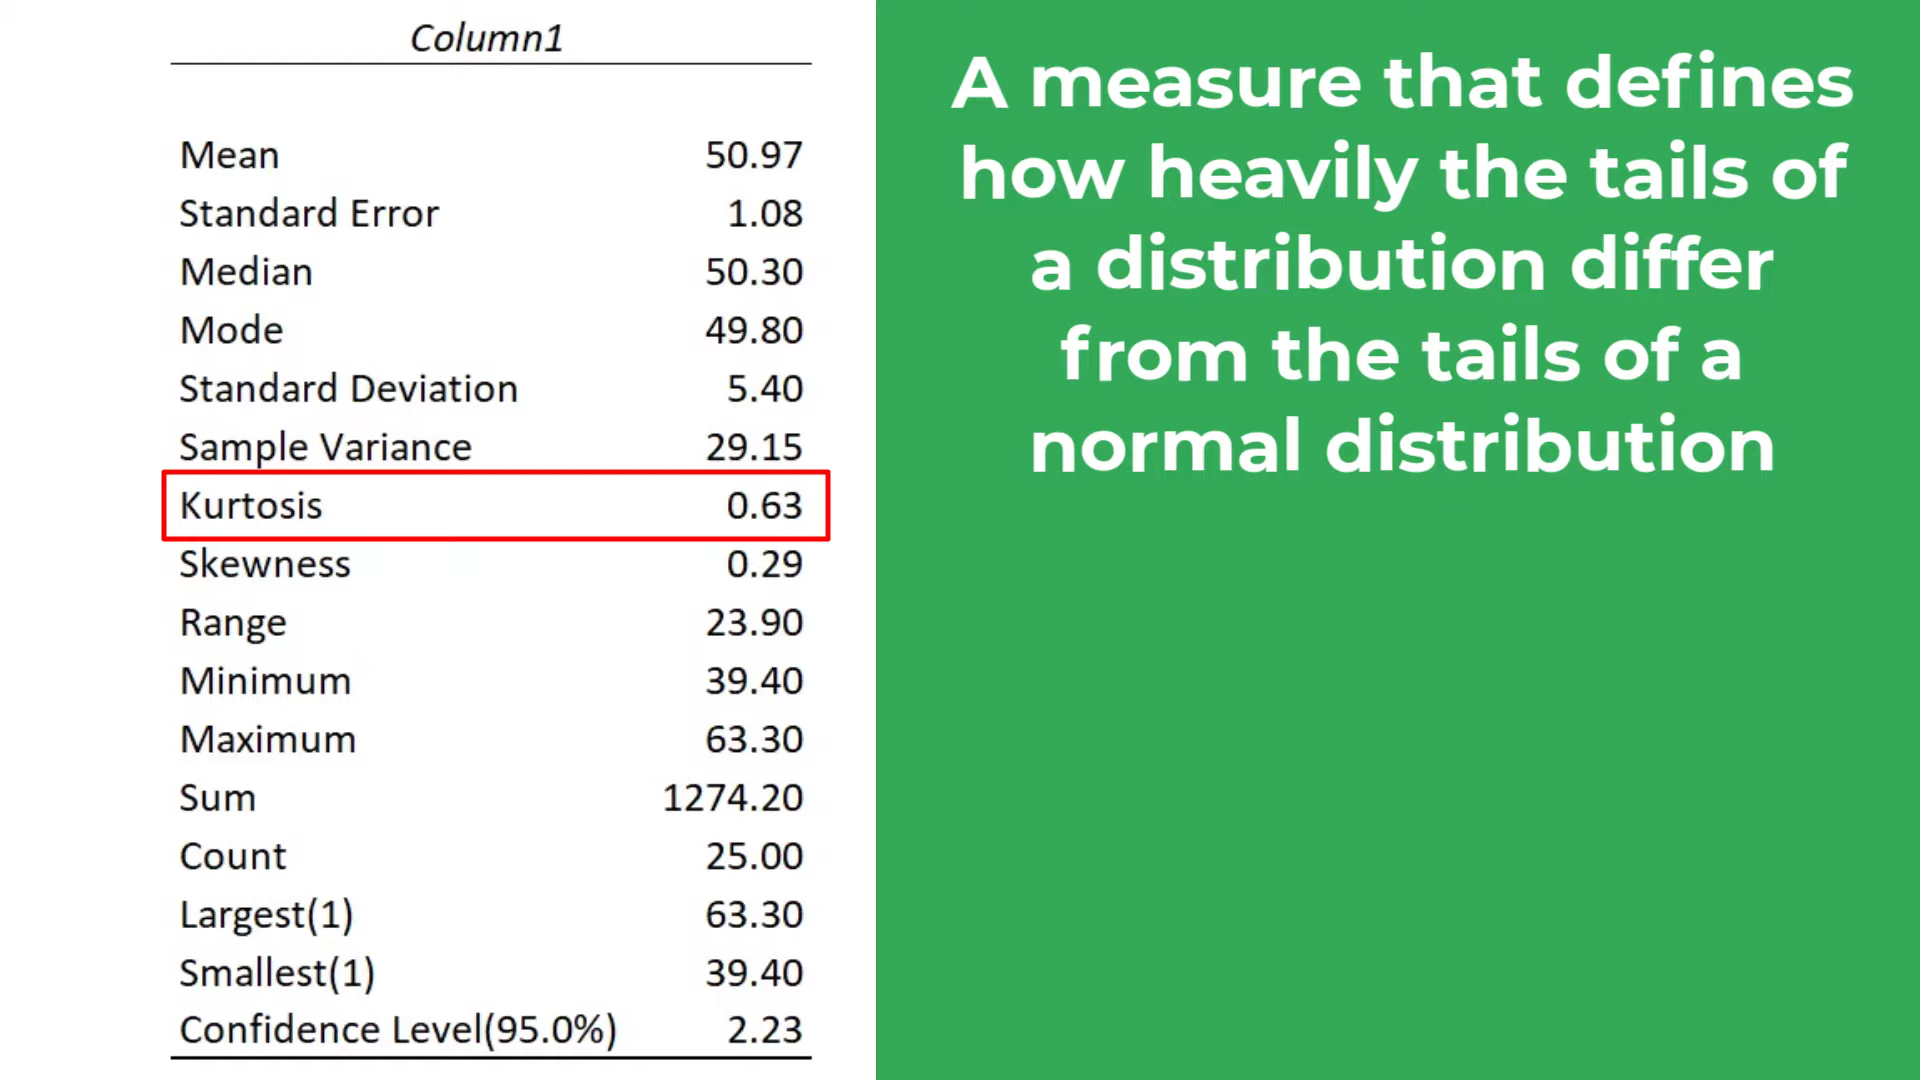 Column1
Mean 50.97
Standard Error 1.08
Median 50.30
Mode 49.80
Standard Deviation 5.40
Sample Variance 29.15
Kurtosis 0.63
Skewness 0.29
Range 23.90
Minimum 39.40
Maximum 63.30
Sum 1274.20
Count 25.00
Largest(1) 63.30
Smallest(1) 39.40
Confidence Level(95.0%) 2.23
A measure that defines
how heavily the tails of
a distribution differ
from the tails of a
normal distribution